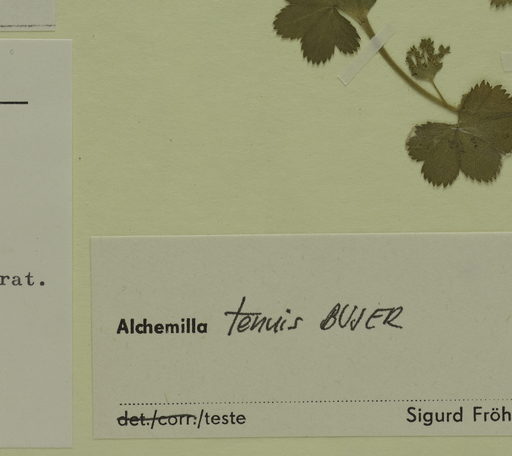 rat.
Alchemilla tenuis BUSER
det./corr./teste Sigurd Fröh